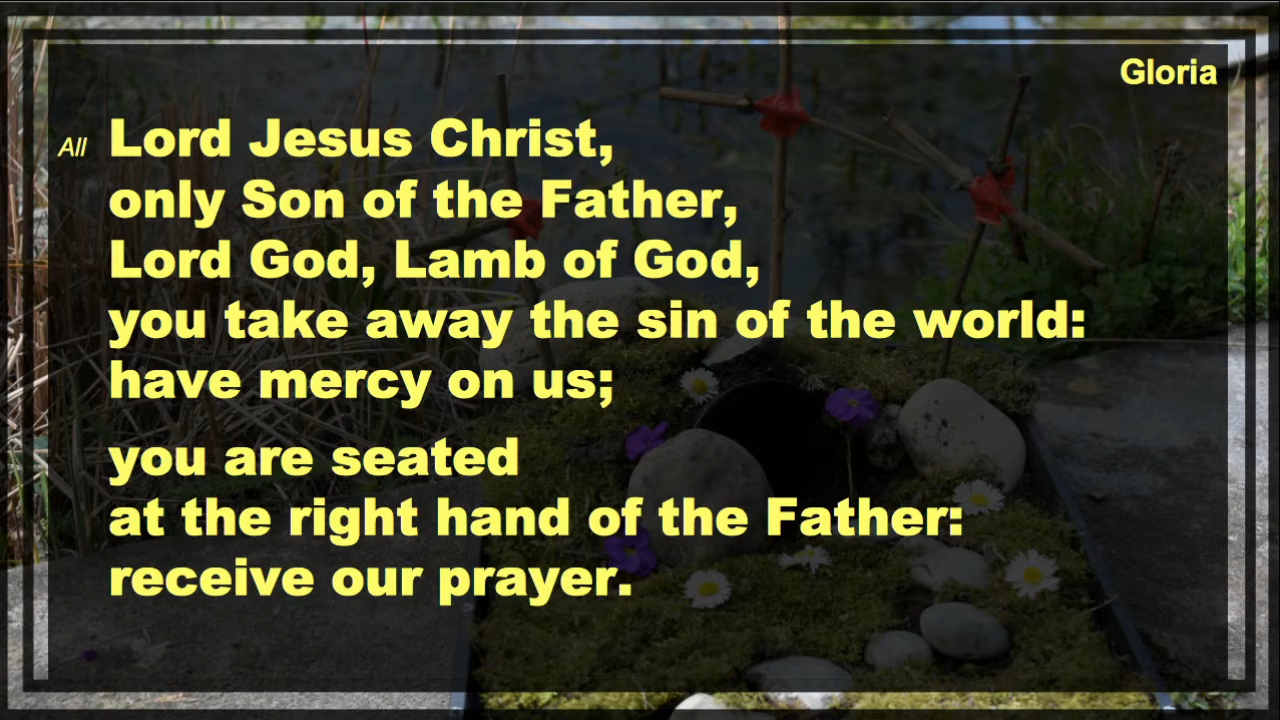 Gloria
All Lord Jesus Christ,
only Son of the Father,
Lord God, Lamb of God,
you take away the sin of the world:
have mercy on us;
you are seated
at the right hand of the Father:
receive our prayer.